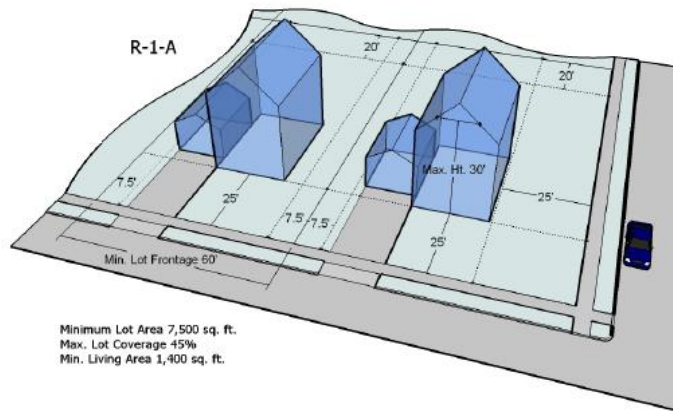 R-1-A
20'
20'
Max. Ht. 30'
7.5'
25'
7.5'
7.5'
25'
25'
Min. Lot Frontage 60'
Minimum Lot Area 7,500 sq. ft.
Max. Lot Coverage 45%
Min. Living Area 1,400 sq. ft.